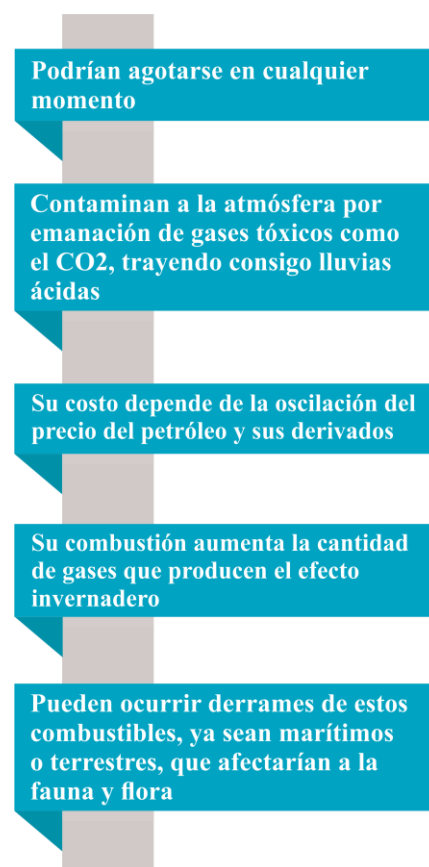 Podrían agotarse en cualquier
momento
Contaminan a la atmósfera por
emanación de gases tóxicos como
el CO2, trayendo consigo lluvias
ácidas
Su costo depende de la oscilación del
precio del petróleo y sus derivados
Su combustión aumenta la cantidad
de gases que producen el efecto
invernadero
Pueden ocurrir derrames de estos
combustibles, ya sean marítimos
o terrestres, que afectarían a la
fauna y flora